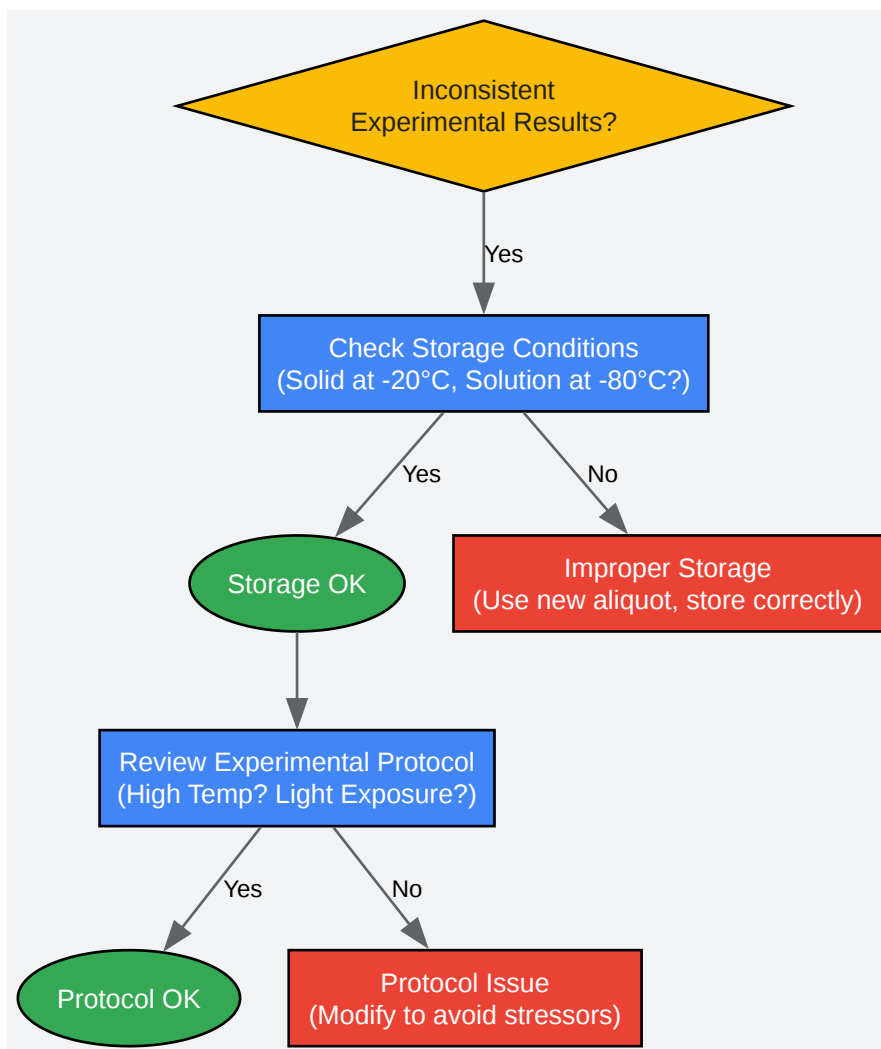 Inconsistent
Experimental Results?
Yes
Check Storage Conditions
(Solid at -20°C, Solution at -80°C?)
Yes
No
Storage OK
Improper Storage
(Use new aliquot, store correctly)
Review Experimental Protocol
(High Temp? Light Exposure?)
Yes
No
Protocol OK
Protocol Issue
(Modify to avoid stressors)